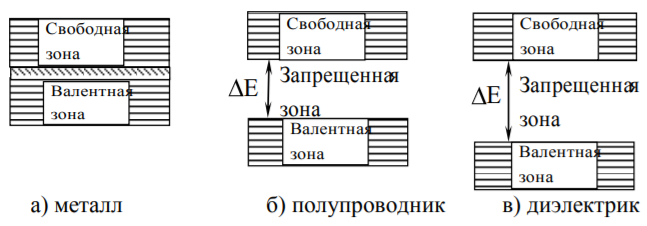 Свободная
зона
Валентная
зона
а) металл
Свободная
зона
ΔE
Запрещенная
зона
Валентная
зона
б) полупроводник
Свободная
зона
ΔE
Запрещенная
зона
Валентная
зона
в) диэлектрик